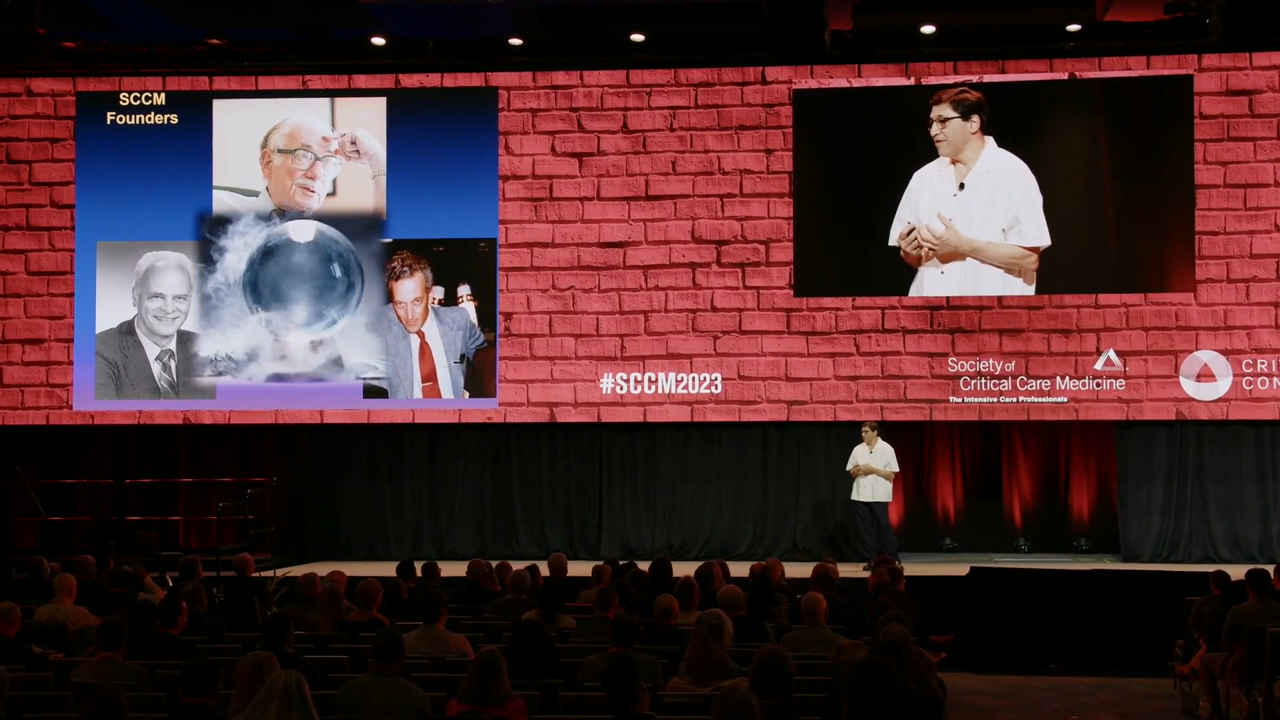 SCCM
Founders
#SCCM2023
Society of
Critical Care Medicine
The Intensive Care Professionals
CRI
CON